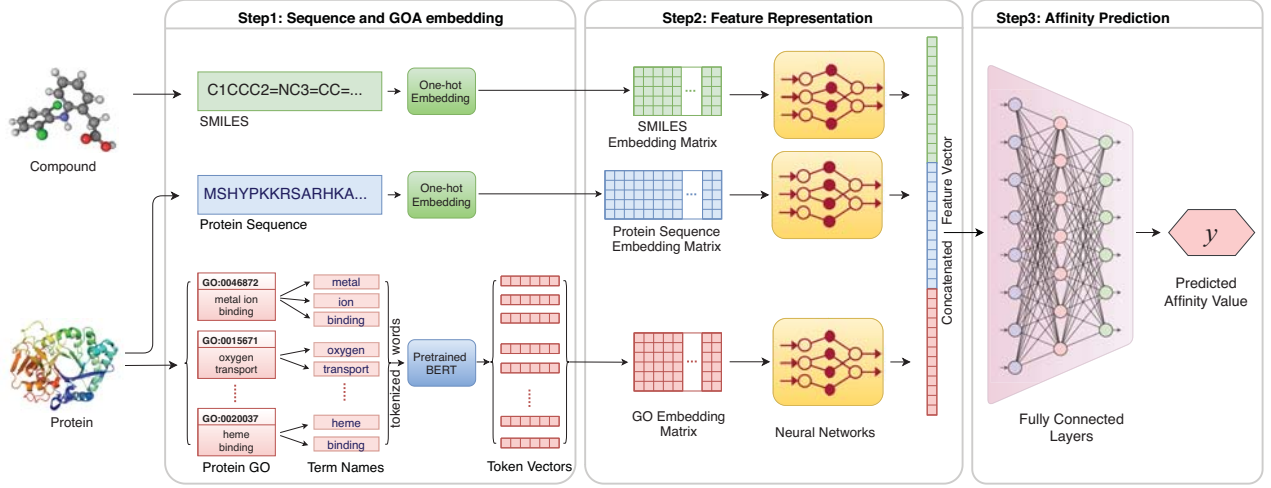 Step1: Sequence and GOA embedding
Step2: Feature Representation
Step3: Affinity Prediction
Compound
C1CCC2=NC3=CC=...
SMILES
One-hot
Embedding
...
SMILES
Embedding Matrix
MSHYPKKRSARHKA...
Protein Sequence
One-hot
Embedding
...
Protein Sequence
Embedding Matrix
Protein
GO:0046872
metal ion
binding
GO:0015671
oxygen
transport
GO:0020037
heme
binding
Protein GO
metal
ion
binding
oxygen
transport
heme
binding
Term Names
tokenized words
Pretrained
BERT
Token Vectors
...
GO Embedding
Matrix
Neural Networks
Concatenated Feature Vector
Fully Connected
Layers
y
Predicted
Affinity Value